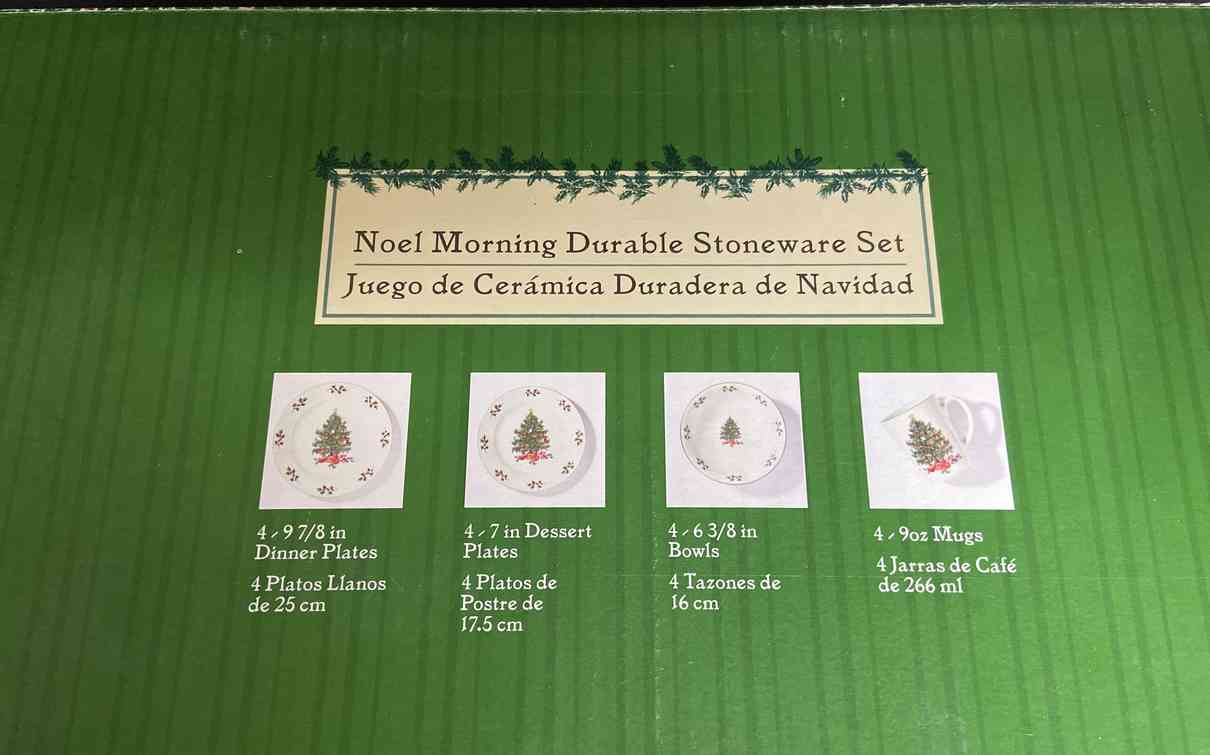 Noel Morning Durable Stoneware Set
Juego de Cerámica Duradera de Navidad
4-9 7/8 in
Dinner Plates
4 Platos Llanos
de 25 cm
4-7 in Dessert
Plates
4 Platos de
Postre de
17.5 cm
4-6 3/8 in
Bowls
4 Tazones de
16 cm
4-9oz Mugs
4 Jarras de Café
de 266 ml